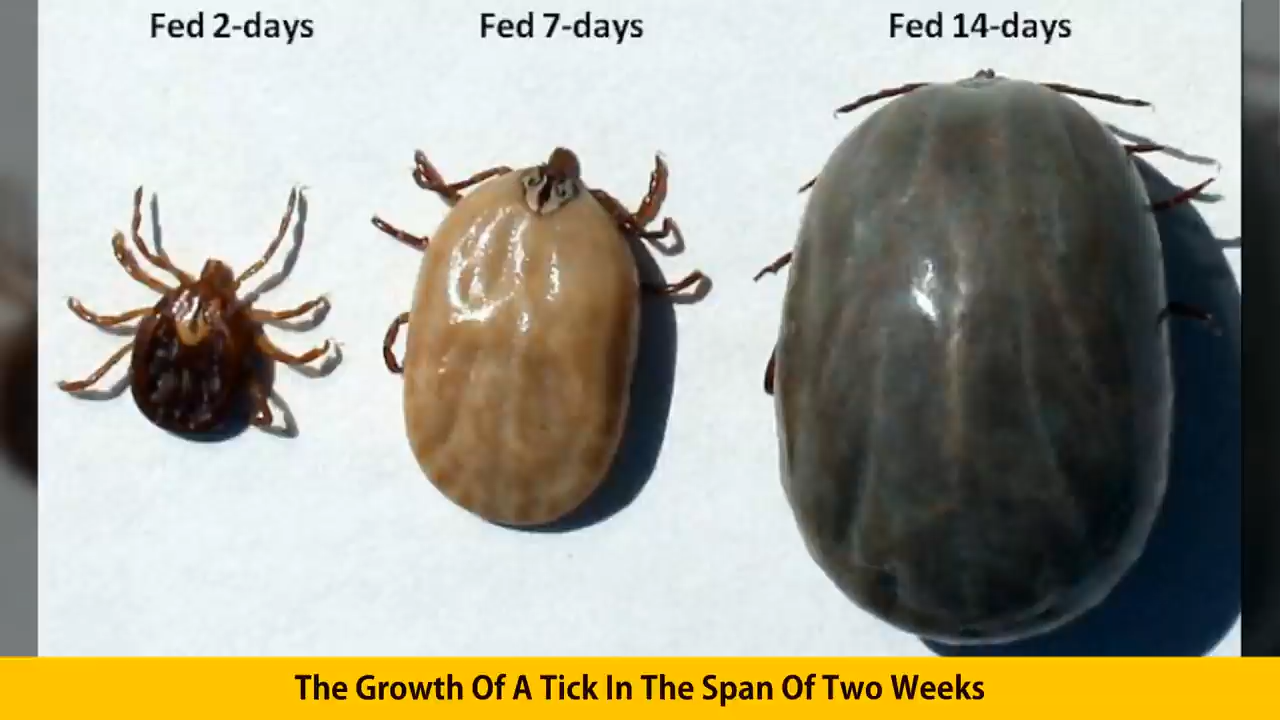 Fed 2-days Fed 7-days Fed 14-days
The Growth Of A Tick In The Span Of Two Weeks